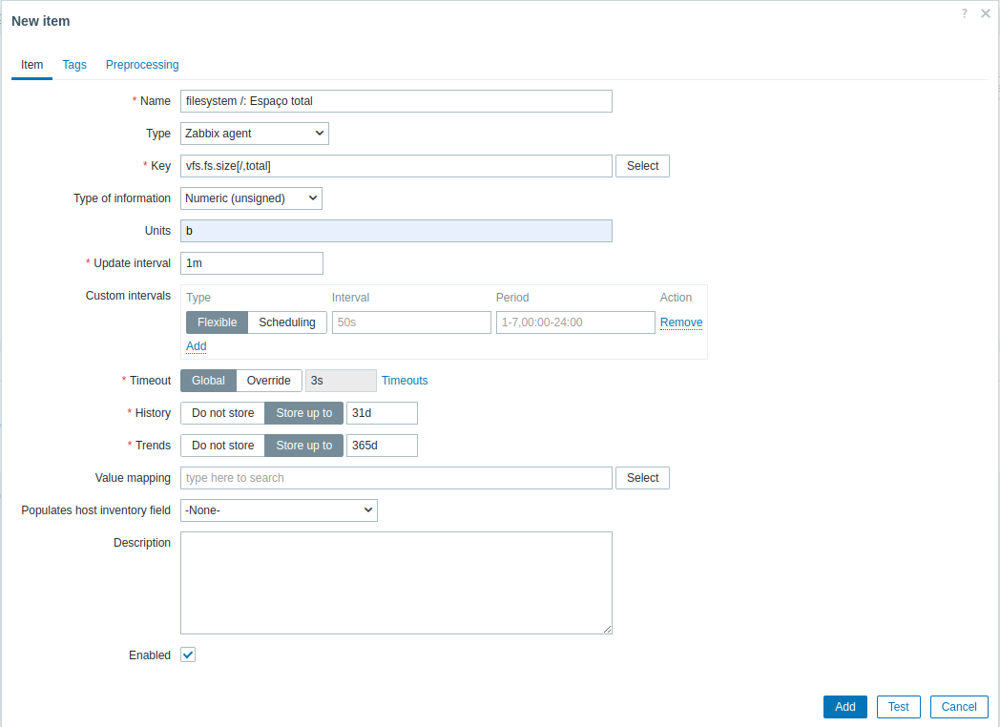 New item
?
Item Tags Preprocessing
* Name filesystem /: Espaço total
Type Zabbix agent
* Key vfs.fs.size[/,total] Select
Type of information Numeric (unsigned)
Units b
* Update interval 1m
Custom intervals Type Interval Period Action
Flexible Scheduling 50s 1-7,00:00-24:00 Remove
Add
* Timeout Global Override 3s Timeouts
* History Do not store Store up to 31d
* Trends Do not store Store up to 365d
Value mapping type here to search Select
Populates host inventory field -None-
Description
Enabled
Add Test Cancel